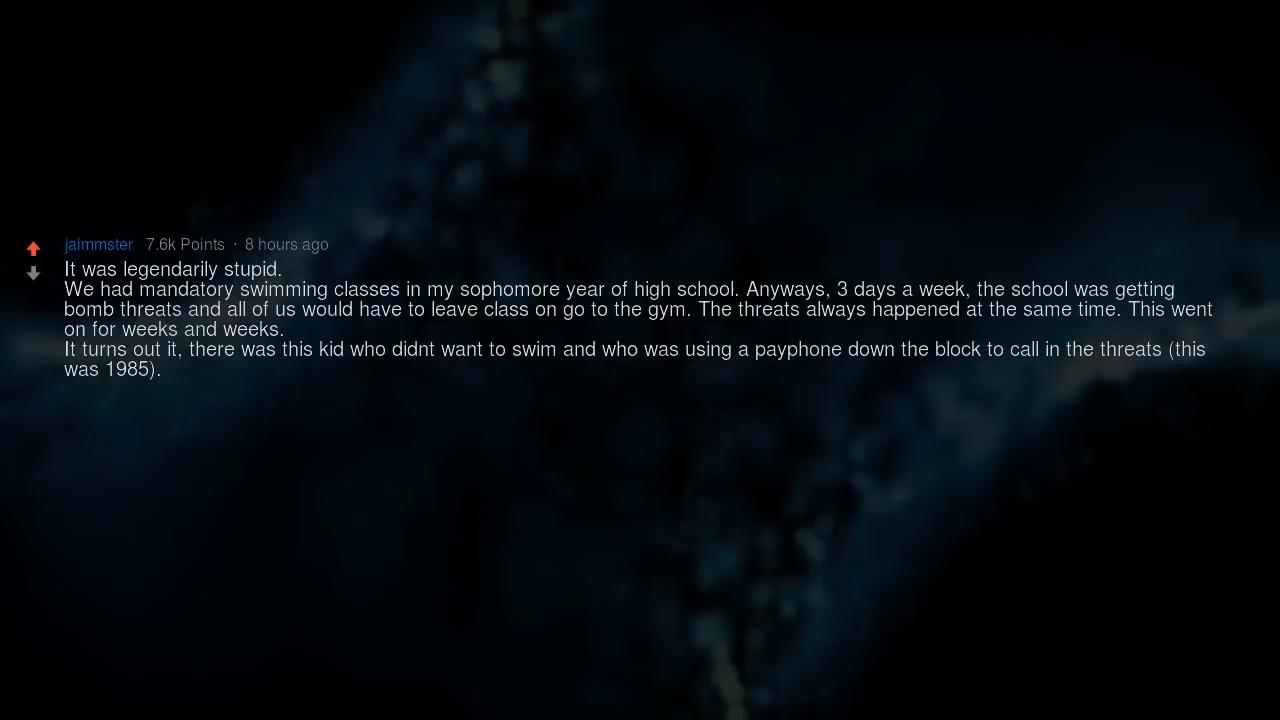 jaimmster 7.6k Points · 8 hours ago
It was legendarily stupid.
We had mandatory swimming classes in my sophomore year of high school. Anyways, 3 days a week, the school was getting
bomb threats and all of us would have to leave class on go to the gym. The threats always happened at the same time. This went
on for weeks and weeks.
It turns out it, there was this kid who didnt want to swim and who was using a payphone down the block to call in the threats (this
was 1985).